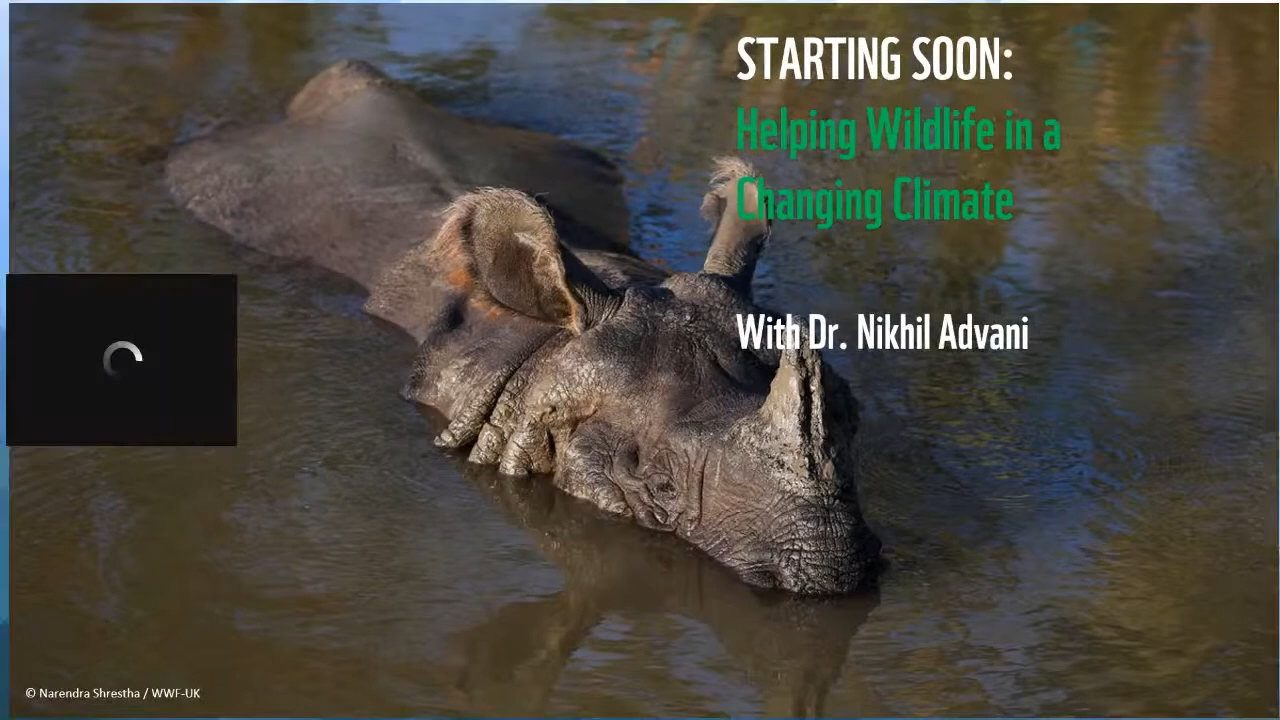 STARTING SOON:
Helping Wildlife in a
Changing Climate
With Dr. Nikhil Advani
© Narendra Shrestha / WWF-UK